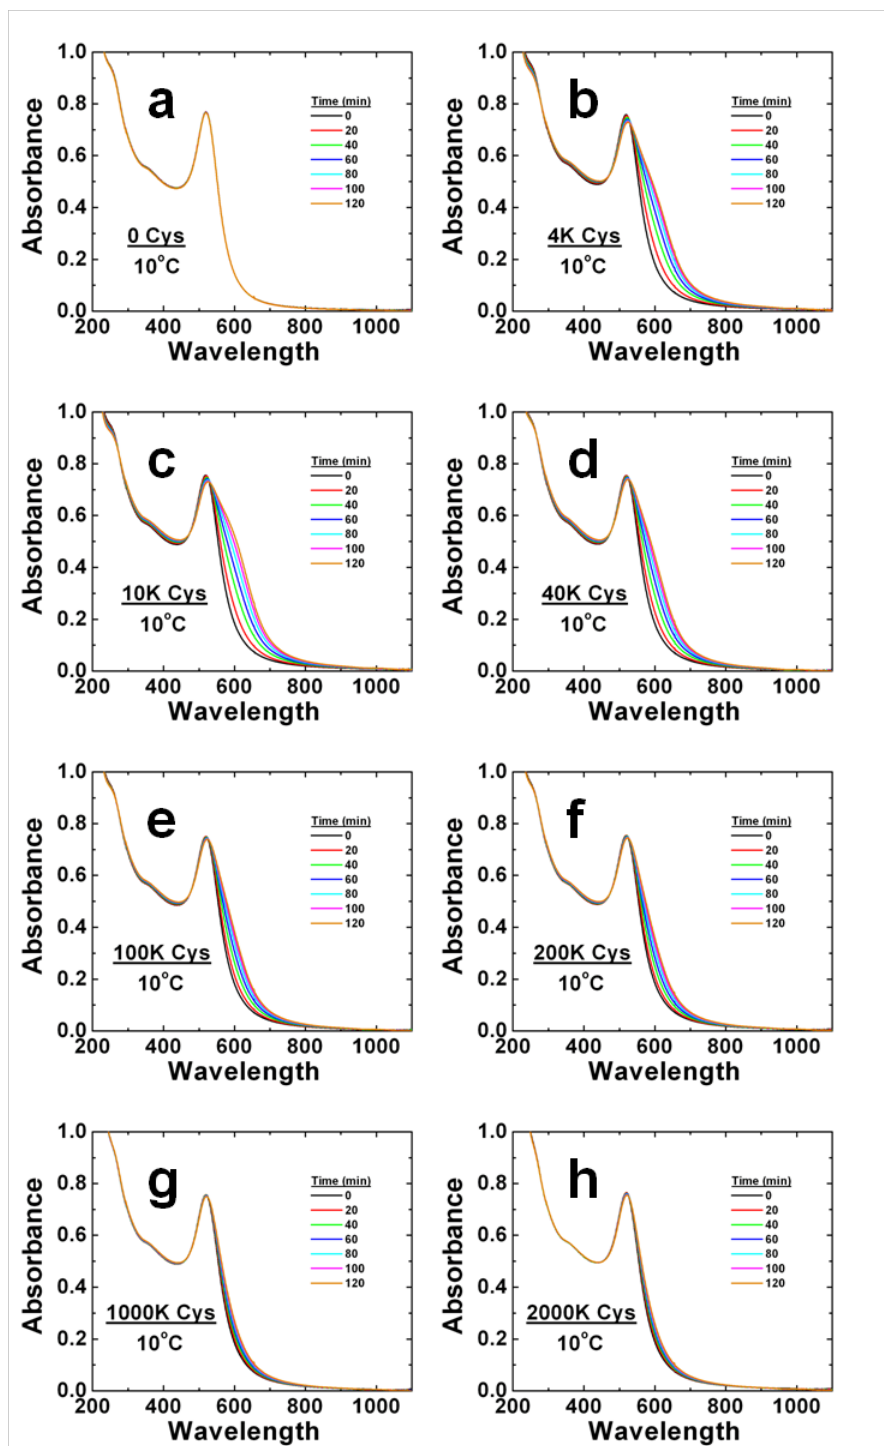 a
Absorbance
1.0
0.8
0.6
0.4
0.2
0.0
Time (min)
0
20
40
60
80
100
120
0 Cys
10°C
200 400 600 800 1000
Wavelength
b
Absorbance
1.0
0.8
0.6
0.4
0.2
0.0
Time (min)
0
20
40
60
80
100
120
4K Cys
10°C
200 400 600 800 1000
Wavelength
c
Absorbance
1.0
0.8
0.6
0.4
0.2
0.0
Time (min)
0
20
40
60
80
100
120
10K Cys
10°C
200 400 600 800 1000
Wavelength
d
Absorbance
1.0
0.8
0.6
0.4
0.2
0.0
Time (min)
0
20
40
60
80
100
120
40K Cys
10°C
200 400 600 800 1000
Wavelength
e
Absorbance
1.0
0.8
0.6
0.4
0.2
0.0
Time (min)
0
20
40
60
80
100
120
100K Cys
10°C
200 400 600 800 1000
Wavelength
f
Absorbance
1.0
0.8
0.6
0.4
0.2
0.0
Time (min)
0
20
40
60
80
100
120
200K Cys
10°C
200 400 600 800 1000
Wavelength
g
Absorbance
1.0
0.8
0.6
0.4
0.2
0.0
Time (min)
0
20
40
60
80
100
120
1000K Cys
10°C
200 400 600 800 1000
Wavelength
h
Absorbance
1.0
0.8
0.6
0.4
0.2
0.0
Time (min)
0
20
40
60
80
100
120
2000K Cys
10°C
200 400 600 800 1000
Wavelength